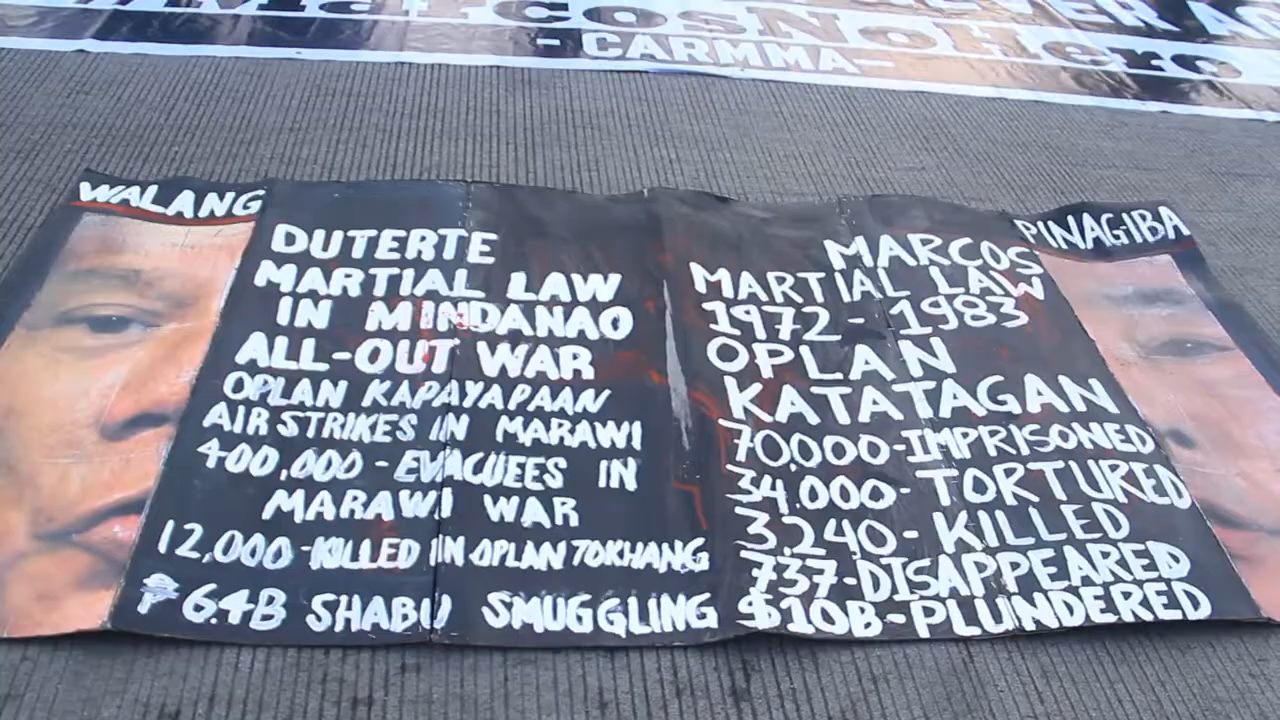 #MarcosNoHero
- CARMMA-
WALANG
DUTERTE
MARTIAL LAW
IN MINDANAO
ALL-OUT WAR
OPLAN KAPAYAPAAN
AIR STRIKES IN MARAWI
400,000 - EVACUEES IN
MARAWI WAR
12,000-KILLED IN OPLAN TOKHANG
₱ 6.4B SHABU SMUGGLING
PINAGIBA
MARCOS
MARTIAL LAW
1972-1983
OPLAN
KATATAGAN
70,000-IMPRISONED
34,000-TORTURED
3,240-KILLED
737-DISAPPEARED
$10B-PLUNDERED